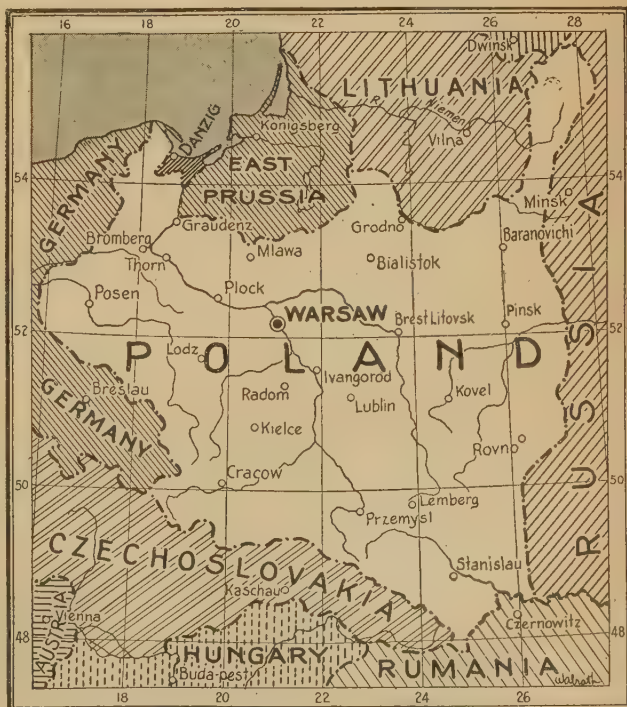 18
20
22
24
26
28
Dwinsk
LITHUANIA
R. Niemen
Vilna
DANZIG
Königsberg
54
54
GERMANY
EAST
PRUSSIA
Minsk
Graudenz
Grodno
Bromberg
Baranovichi
Thorn
Mlawa
Bialistok
Posen
Plock
52
WARSAW
Brest Litovsk
Pinsk
52
POLAND
Lodz
Ivangorod
RUSSIA
Breslau
Radom
Lublin
Kovel
GERMANY
Kielce
Rovno
50
Cracow
50
Lemberg
Przemysl
CZECHOSLOVAKIA
Stanislau
Kaschau
Vienna
Czernowitz
48
48
AUSTRIA
HUNGARY
RUMANIA
Buda-pest
Walrath
18
20
22
24
26